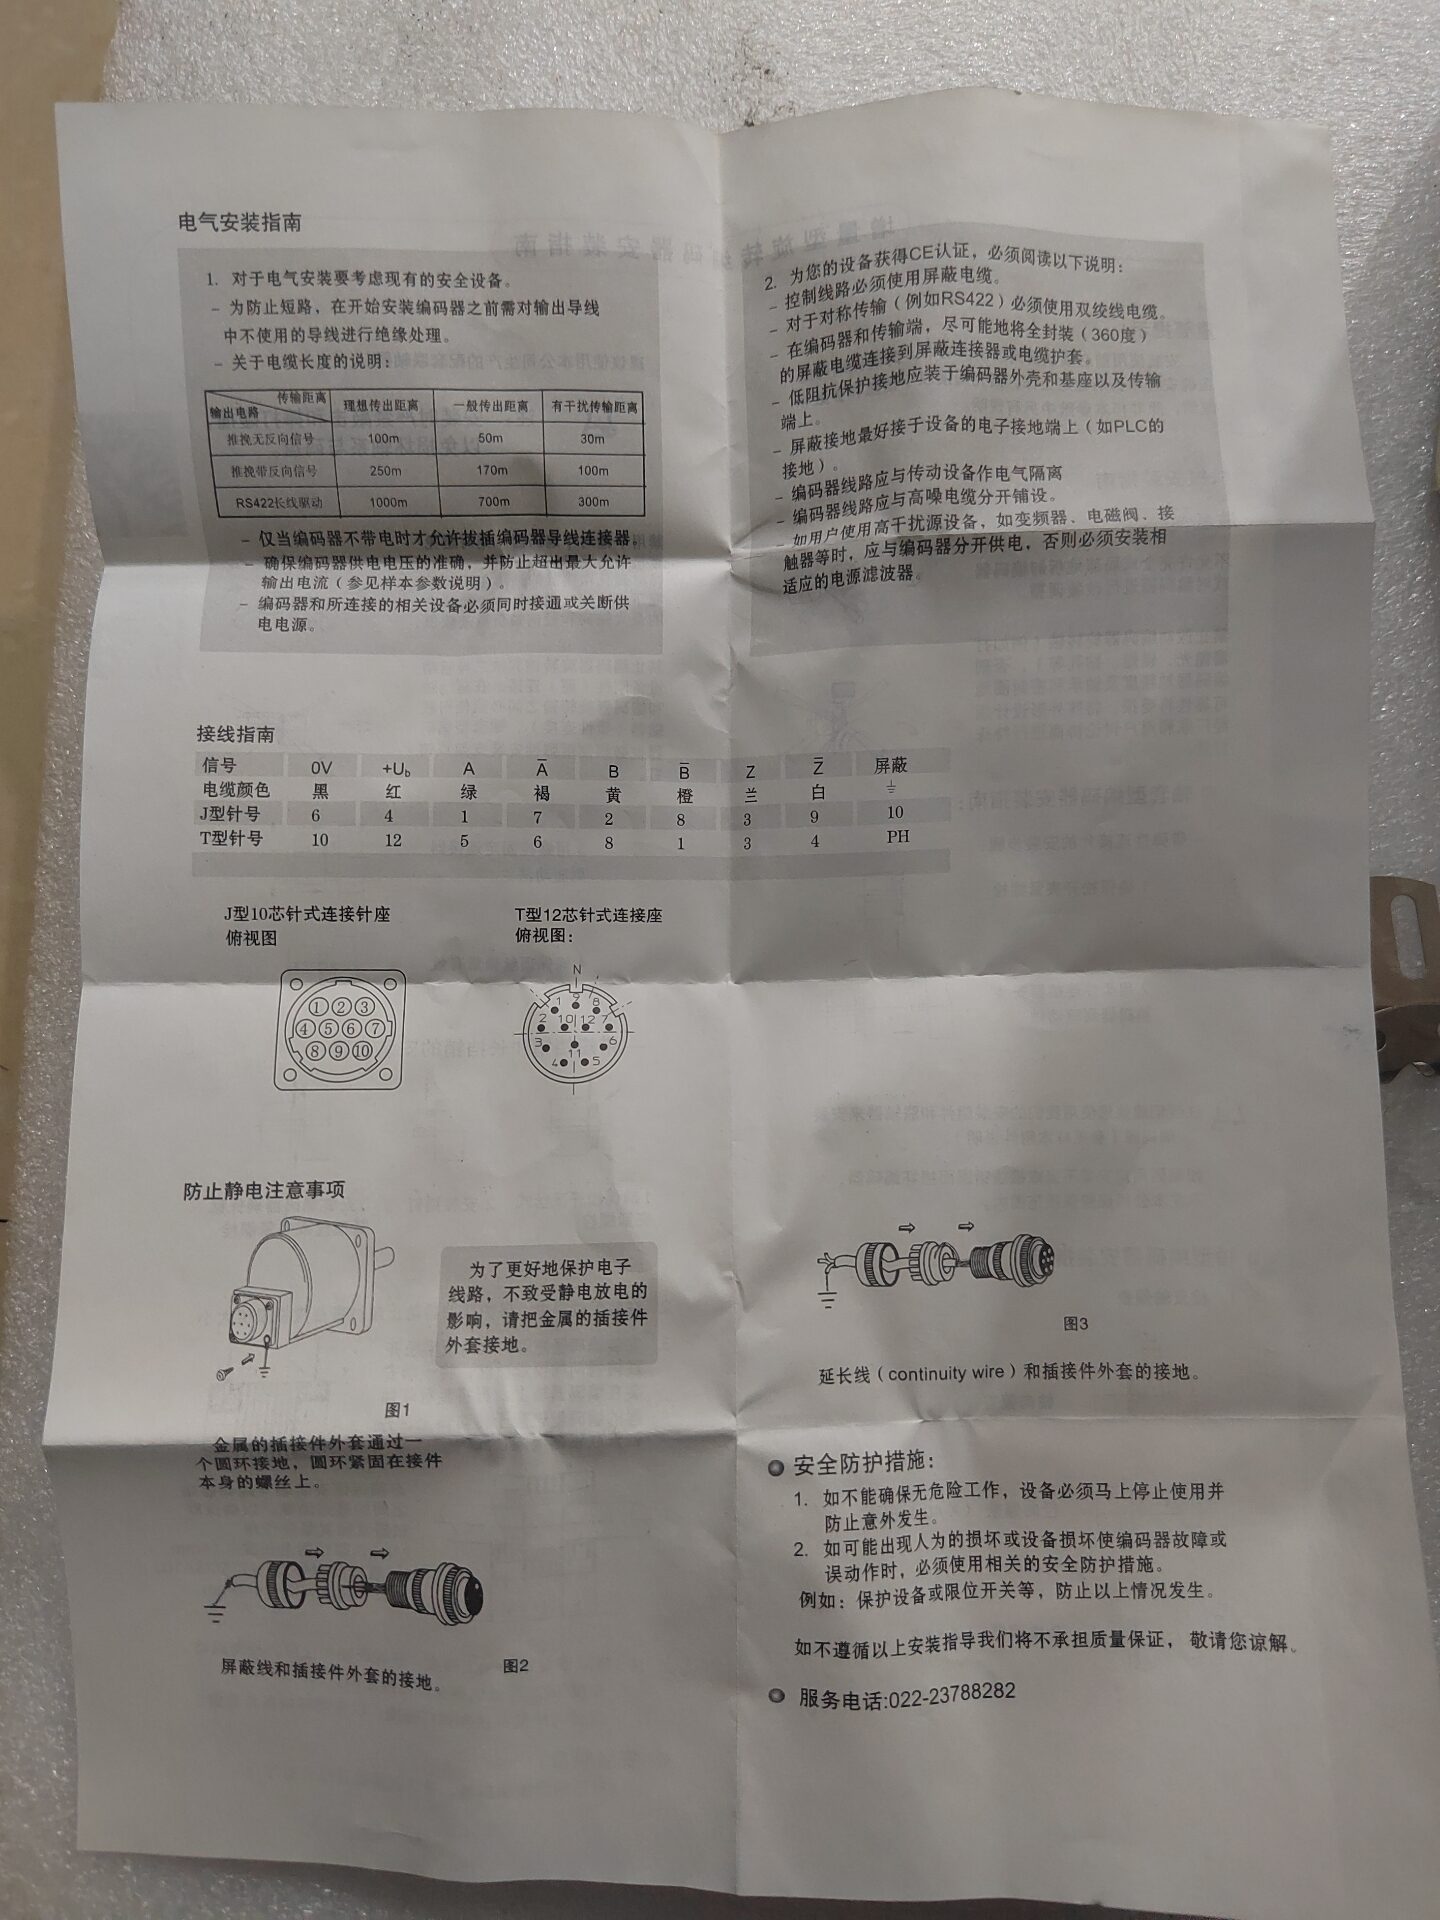 电气安装指南
1. 对于电气安装要考虑现有的安全设备。
– 为防止短路，在开始安装编码器之前需对输出导线
中不使用的导线进行绝缘处理。
– 关于电缆长度的说明：
传输距离
输出电路 理想传出距离 一般传出距离 有干扰传输距离
推挽无反向信号 100m 50m 30m
推挽带反向信号 250m 170m 100m
RS422长线驱动 1000m 700m 300m
– 仅当编码器不带电时才允许拔插编码器导线连接器。
– 确保编码器供电电压的准确，并防止超出最大允许
输出电流（参见样本参数说明）。
– 编码器和所连接的相关设备必须同时接通或关断供
电电源。
2. 为您的设备获得CE认证，必须阅读以下说明：
– 控制线路必须使用屏蔽电缆。
– 对于对称传输（例如RS422）必须使用双绞线电缆。
– 在编码器和传输端，尽可能地将全封装（360度）
的屏蔽电缆连接到屏蔽连接器或电缆护套。
– 低阻抗保护接地应装于编码器外壳和基座以及传输
端上。
– 屏蔽接地最好接于设备的电子接地端上（如PLC的
接地）。
– 编码器线路应与传动设备作电气隔离
– 编码器线路应与高噪电缆分开铺设。
– 如用户使用高干扰源设备，如变频器、电磁阀、接
触器等时，应与编码器分开供电，否则必须安装相
适应的电源滤波器。
接线指南
信号 0V +Ub A A̅ B B̅ Z Z̅ 屏蔽
电缆颜色 黑 红 绿 褐 黄 橙 兰 白 ⏚
J型针号 6 4 1 7 2 8 3 9 10
T型针号 10 12 5 6 8 1 3 4 PH
J型10芯针式连接针座
俯视图
T型12芯针式连接座
俯视图：
① ② ③
④ ⑤ ⑥ ⑦
⑧ ⑨ ⑩
N
1 9 8
2 10 12 7
3 11 6
4 5
防止静电注意事项
为了更好地保护电子
线路，不致受静电放电的
影响，请把金属的插接件
外套接地。
图1
金属的插接件外套通过一
个圆环接地，圆环紧固在接件
本身的螺丝上。
图2
屏蔽线和插接件外套的接地。
图3
延长线（continuity wire）和插接件外套的接地。
安全防护措施：
1. 如不能确保无危险工作，设备必须马上停止使用并
防止意外发生。
2. 如可能出现人为的损坏或设备损坏使编码器故障或
误动作时，必须使用相关的安全防护措施。
例如：保护设备或限位开关等，防止以上情况发生。
如不遵循以上安装指导我们将不承担质量保证，敬请您谅解。
服务电话:022-23788282